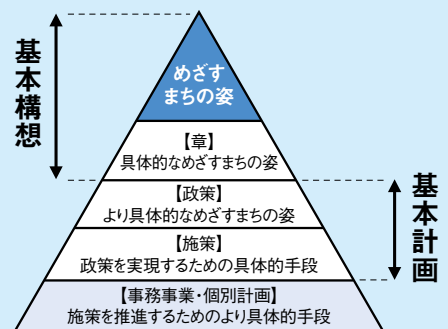 基本構想
めざす
まちの姿
【章】
具体的なめざすまちの姿
【政策】
より具体的なめざすまちの姿
【施策】
政策を実現するための具体的手段
基本計画
【事務事業・個別計画】
施策を推進するためのより具体的手段